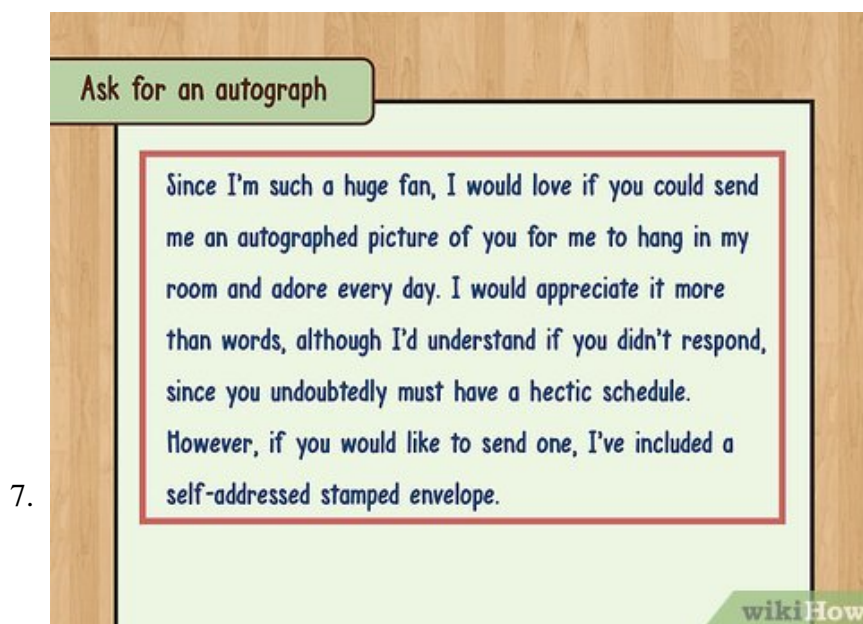 Ask for an autograph
Since I'm such a huge fan, I would love if you could send
me an autographed picture of you for me to hang in my
room and adore every day. I would appreciate it more
than words, although I'd understand if you didn't respond,
since you undoubtedly must have a hectic schedule.
However, if you would like to send one, I've included a
7.
self-addressed stamped envelope.
wikiHow